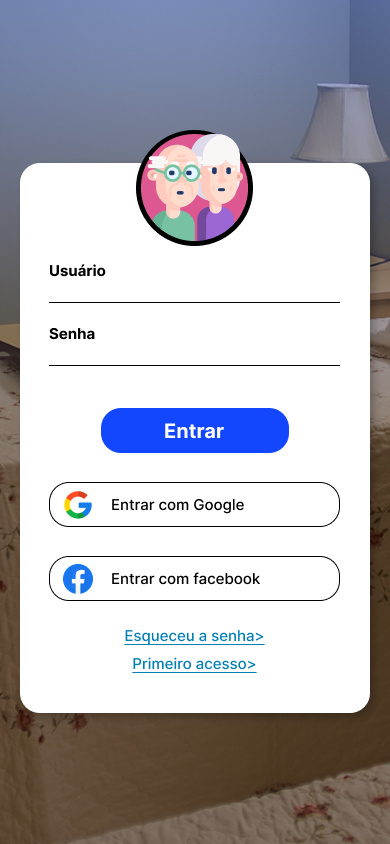 Usuário
Senha
Entrar
Entrar com Google
Entrar com facebook
Esqueceu a senha>
Primeiro acesso>